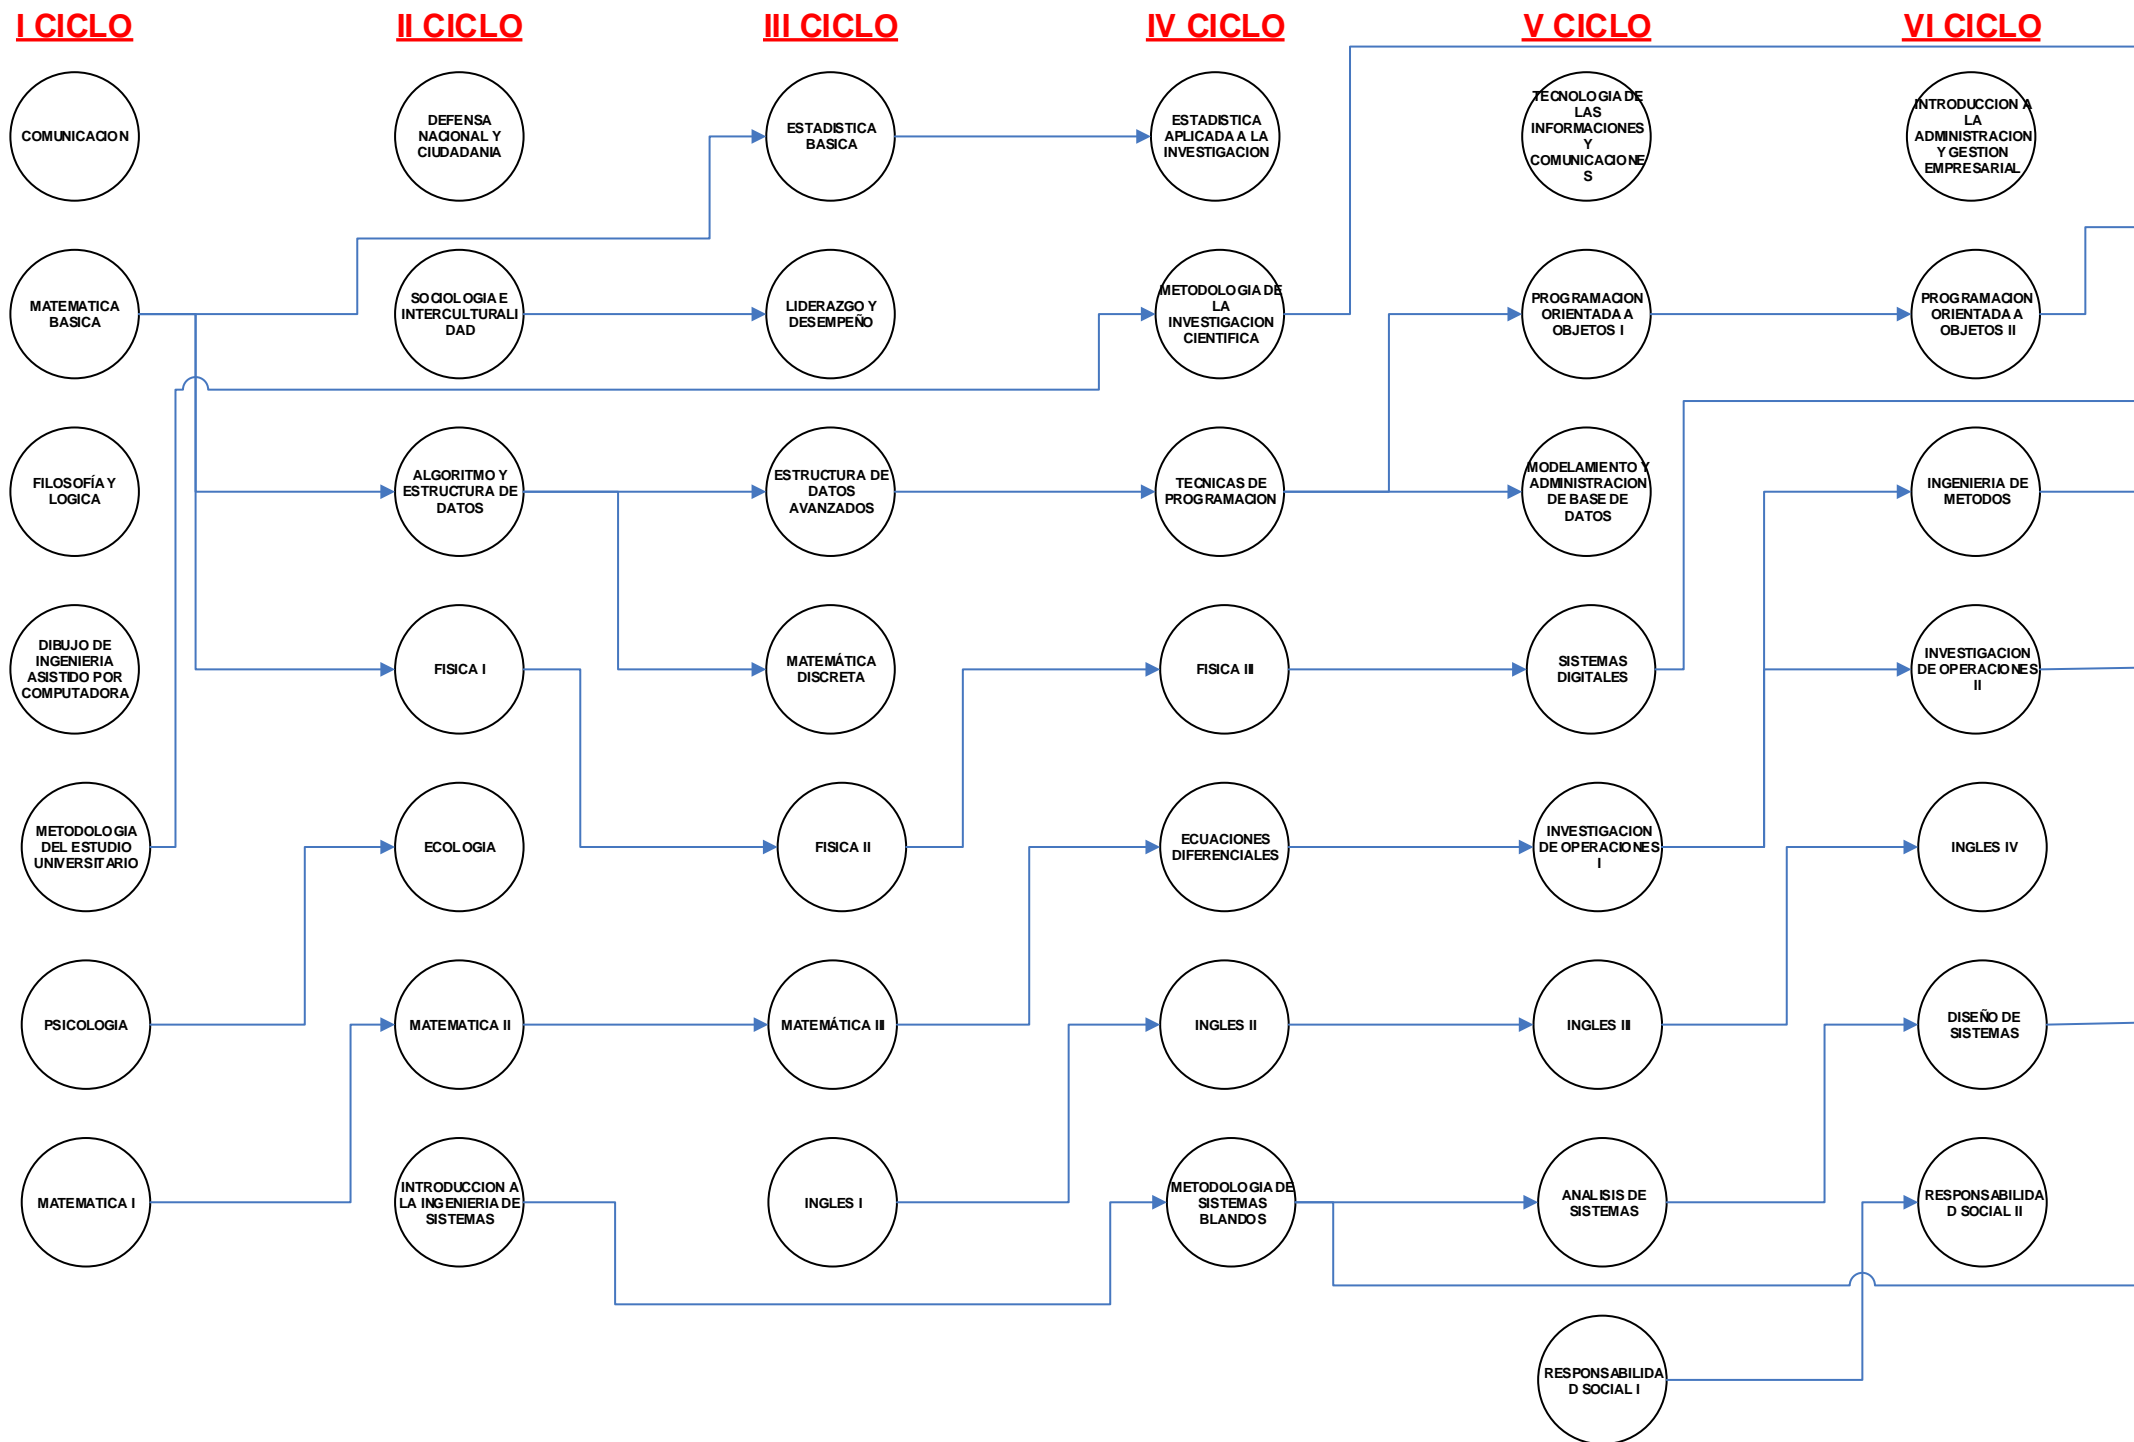 I CICLO
II CICLO
III CICLO
IV CICLO
V CICLO
VI CICLO
COMUNICACION
DEFENSA
NACIONAL Y
CIUDADANIA
ESTADISTICA
BASICA
ESTADISTICA
APLICADA A LA
INVESTIGACION
TECNOLOGIA DE
LAS
INFORMACIONES
Y
COMUNICACIONE
S
INTRODUCCION A
LA
ADMINISTRACION
Y GESTION
EMPRESARIAL
MATEMATICA
BASICA
SOCIOLOGIA E
INTERCULTURALI
DAD
LIDERAZGO Y
DESEMPEÑO
METODOLOGIA DE
LA
INVESTIGACION
CIENTIFICA
PROGRAMACION
ORIENTADA A
OBJETOS I
PROGRAMACION
ORIENTADA A
OBJETOS II
FILOSOFÍA Y
LOGICA
ALGORITMO Y
ESTRUCTURA DE
DATOS
ESTRUCTURA DE
DATOS
AVANZADOS
TECNICAS DE
PROGRAMACION
MODELAMIENTO Y
ADMINISTRACION
DE BASE DE
DATOS
INGENIERIA DE
METODOS
DIBUJO DE
INGENIERIA
ASISTIDO POR
COMPUTADORA
FISICA I
MATEMÁTICA
DISCRETA
FISICA III
SISTEMAS
DIGITALES
INVESTIGACION
DE OPERACIONES
II
METODOLOGIA
DEL ESTUDIO
UNIVERSITARIO
ECOLOGIA
FISICA II
ECUACIONES
DIFERENCIALES
INVESTIGACION
DE OPERACIONES
I
INGLES IV
PSICOLOGIA
MATEMATICA II
MATEMÁTICA III
INGLES II
INGLES III
DISEÑO DE
SISTEMAS
MATEMATICA I
INTRODUCCION A
LA INGENIERIA DE
SISTEMAS
INGLES I
METODOLOGIA DE
SISTEMAS
BLANDOS
ANALISIS DE
SISTEMAS
RESPONSABILIDA
D SOCIAL II
RESPONSABILIDA
D SOCIAL I